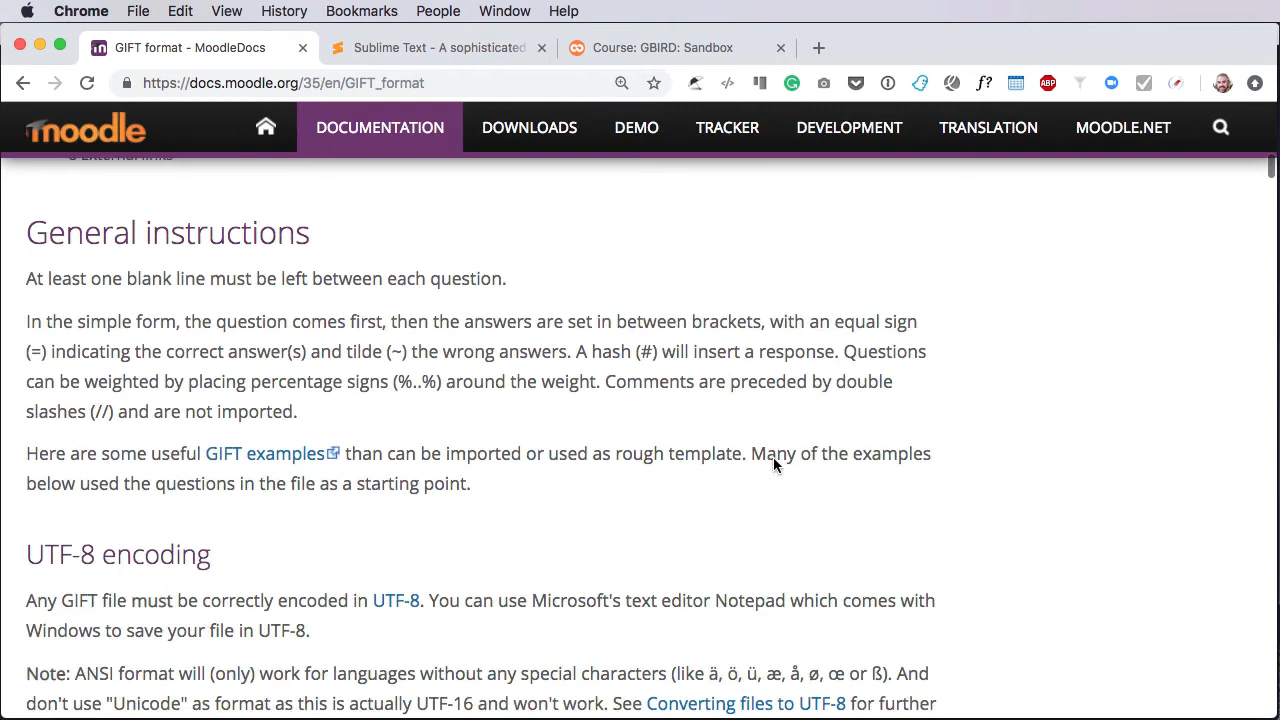 Chrome File Edit View History Bookmarks People Window Help
GIFT format - MoodleDocs Sublime Text - A sophisticated Course: GBIRD: Sandbox
https://docs.moodle.org/35/en/GIFT_format
moodle DOCUMENTATION DOWNLOADS DEMO TRACKER DEVELOPMENT TRANSLATION MOODLE.NET
General instructions
At least one blank line must be left between each question.
In the simple form, the question comes first, then the answers are set in between brackets, with an equal sign
(=) indicating the correct answer(s) and tilde (~) the wrong answers. A hash (#) will insert a response. Questions
can be weighted by placing percentage signs (%..%) around the weight. Comments are preceded by double
slashes (//) and are not imported.
Here are some useful GIFT examples than can be imported or used as rough template. Many of the examples
below used the questions in the file as a starting point.
UTF-8 encoding
Any GIFT file must be correctly encoded in UTF-8. You can use Microsoft's text editor Notepad which comes with
Windows to save your file in UTF-8.
Note: ANSI format will (only) work for languages without any special characters (like ä, ö, ü, æ, å, ø, œ or ß). And
don't use "Unicode" as format as this is actually UTF-16 and won't work. See Converting files to UTF-8 for further